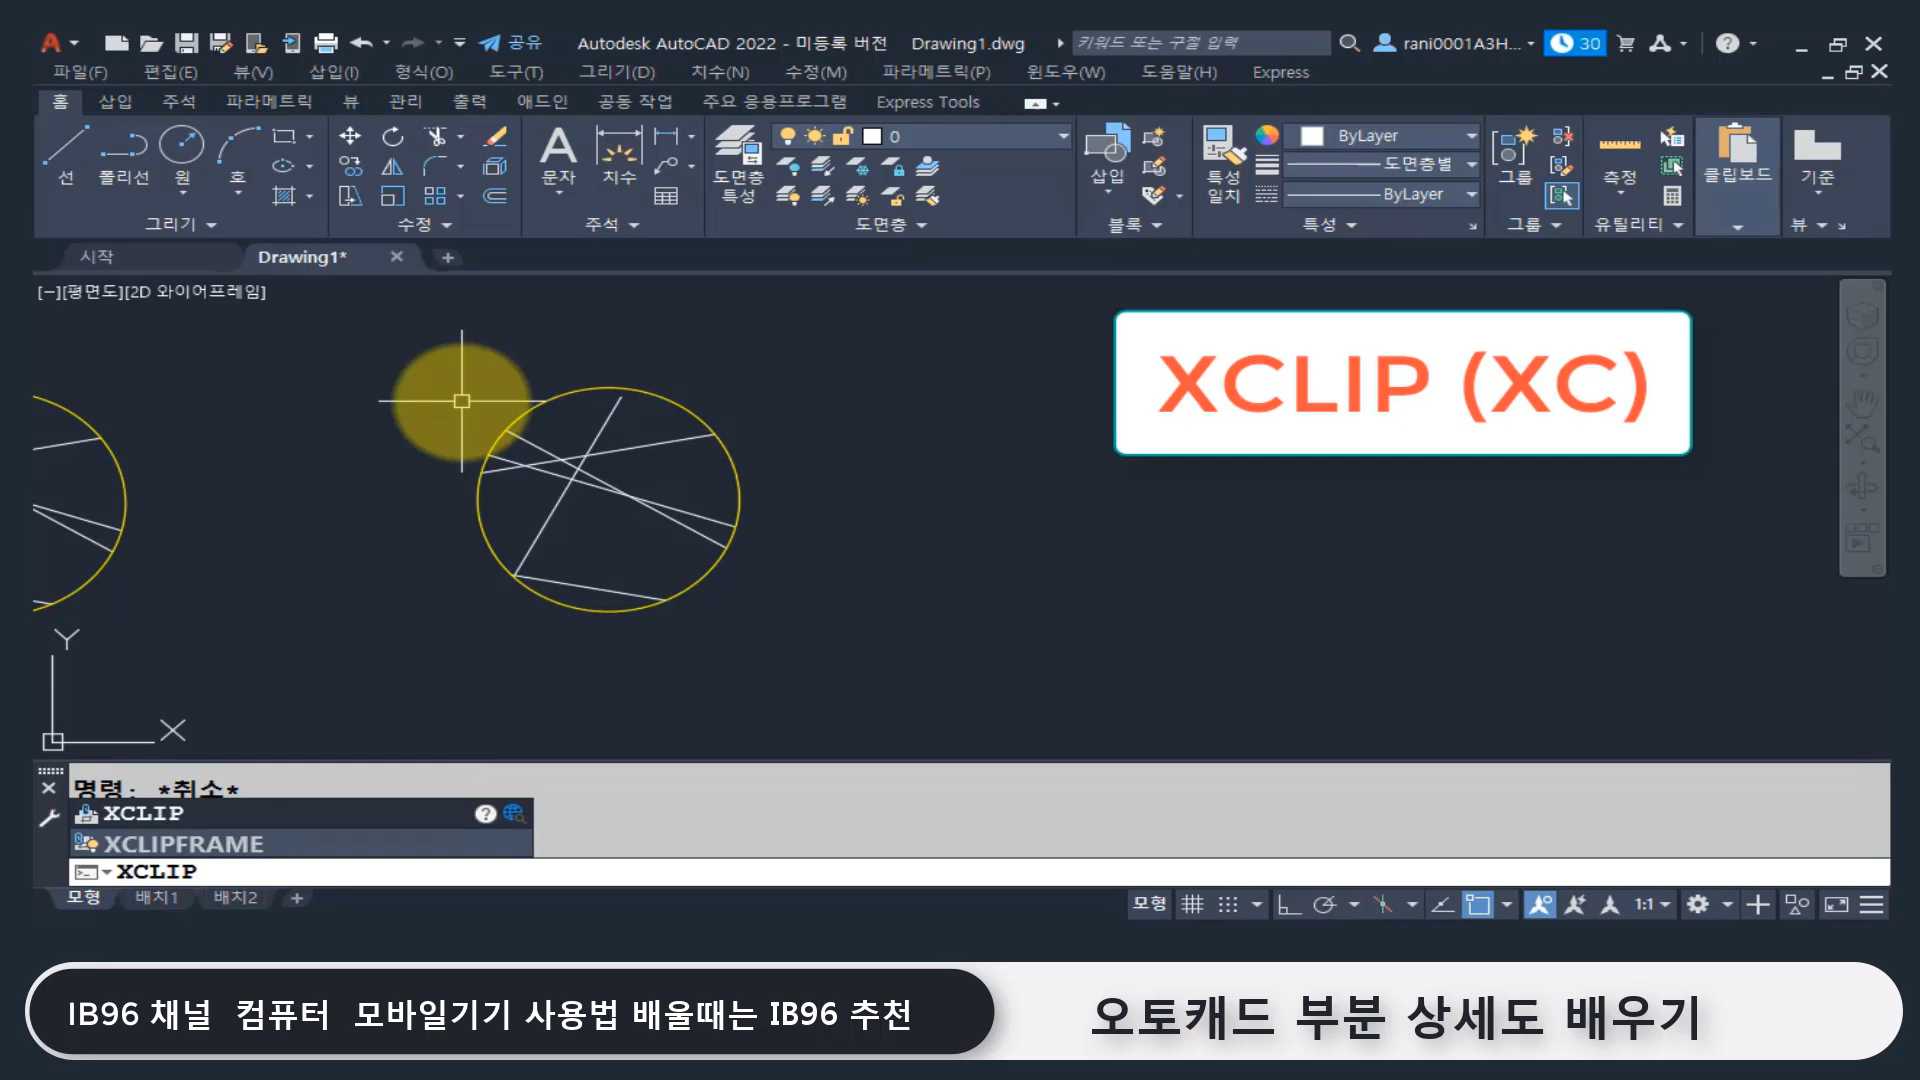 A 공유 Autodesk AutoCAD 2022 - 미등록 버전 Drawing1.dwg 키워드 또는 구절 입력 rani0001A3H... 30
파일(F) 편집(E) 뷰(V) 삽입(I) 형식(O) 도구(T) 그리기(D) 치수(N) 수정(M) 파라메트릭(P) 윈도우(W) 도움말(H) Express
홈 삽입 주석 파라메트릭 뷰 관리 출력 애드인 공동 작업 주요 응용프로그램 Express Tools
선 폴리선 원 호
문자 치수
도면층 특성
0
삽입
특성 일치
ByLayer
도면층별
ByLayer
그룹
측정
클립보드
기준
그리기 수정 주석 도면층 블록 특성 그룹 유틸리티 뷰
시작 Drawing1*
[−][평면도][2D 와이어프레임]
XCLIP (XC)
Y
X
명령: *취소*
XCLIP
XCLIPFRAME
XCLIP
모형 배치1 배치2
모형 1:1
IB96 채널 컴퓨터 모바일기기 사용법 배울때는 IB96 추천
오토캐드 부분 상세도 배우기